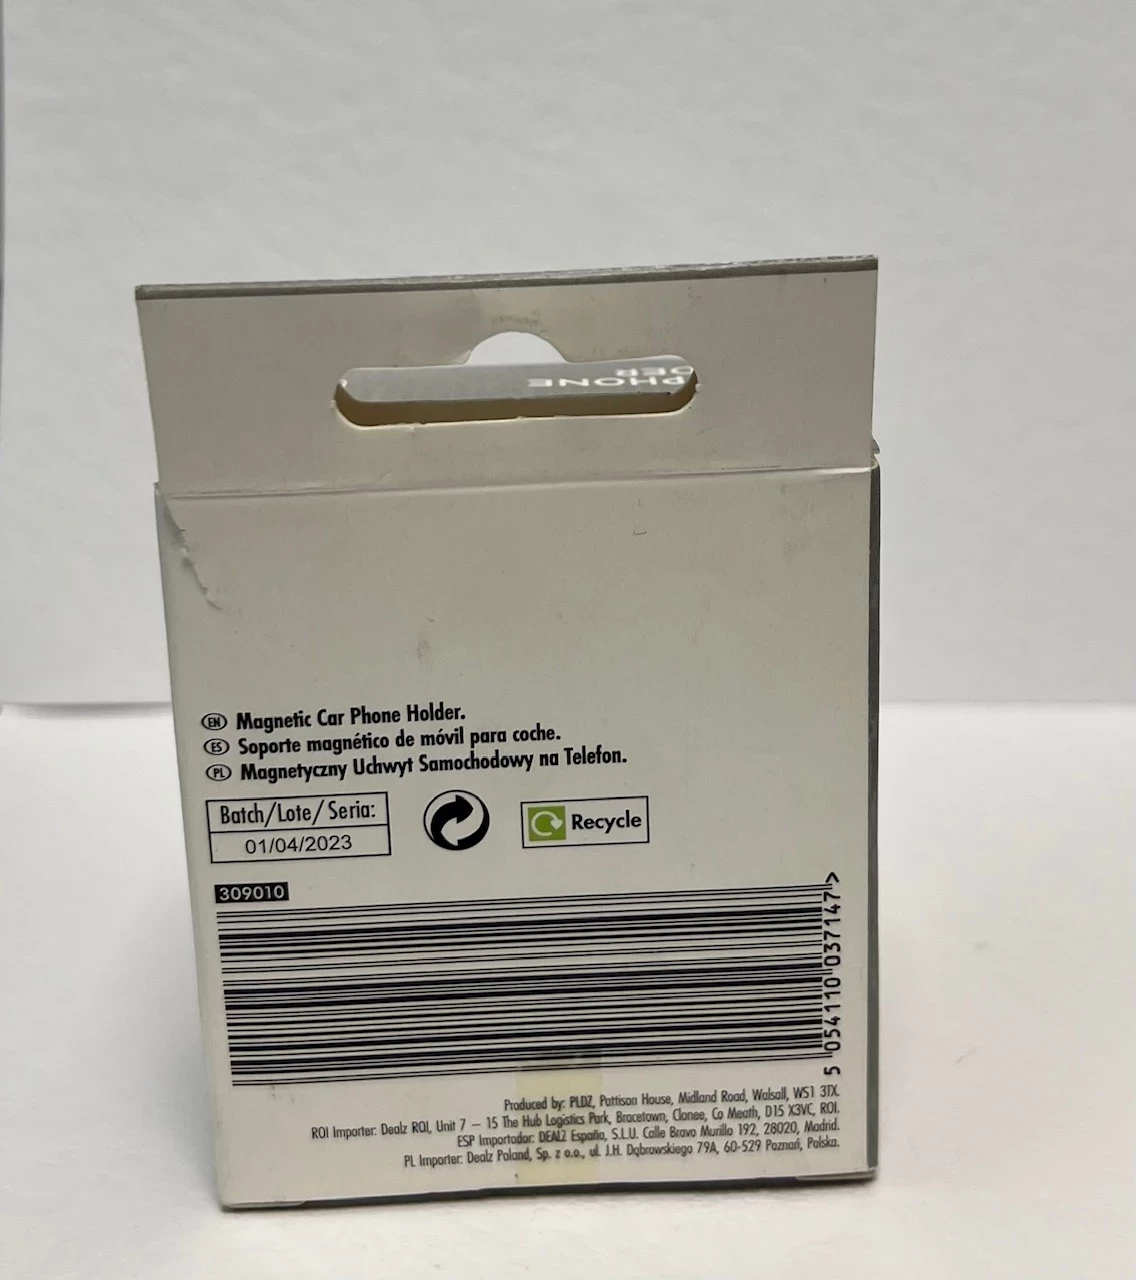 PHONE
DER
EN Magnetic Car Phone Holder.
ES Soporte magnético de móvil para coche.
PL Magnetyczny Uchwyt Samochodowy na Telefon.
Batch/Lote/ Seria:
01/04/2023
Recycle
309010
5 054110 037147 >
Produced by: PLDZ, Pattison House, Midland Road, Walsall, WS1 3TX.
ROI Importer: Dealz ROI, Unit 7 – 15 The Hub Logistics Park, Bracetown, Clonee, Co Meath, D15 X3VC, ROI.
ESP Importador: DEALZ España, S.L.U. Calle Bravo Murillo 192, 28020, Madrid.
PL Importer: Dealz Poland, Sp. z o.o., ul. J.H. Dąbrowskiego 79A, 60-529 Poznań, Polska.